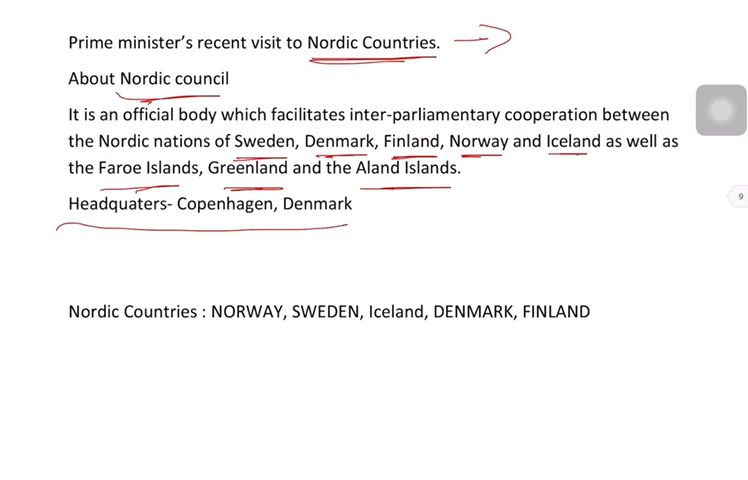 Prime minister's recent visit to Nordic Countries.
About Nordic council
It is an official body which facilitates inter-parliamentary cooperation between
the Nordic nations of Sweden, Denmark, Finland, Norway and Iceland as well as
the Faroe Islands, Greenland and the Aland Islands.
Headquaters- Copenhagen, Denmark
9
Nordic Countries : NORWAY, SWEDEN, Iceland, DENMARK, FINLAND